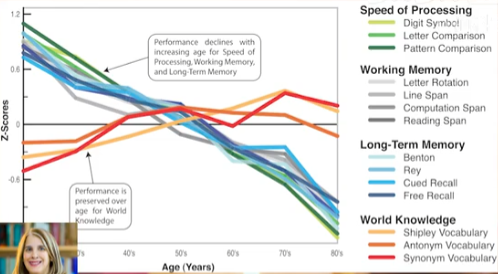 1.2
0.6
0
-0.6
Z-Scores
Performance declines with
increasing age for Speed of
Processing, Working Memory,
and Long-Term Memory
Performance is
preserved over
age for World
Knowledge
30's
40's
50's
60's
70's
80's
Age (Years)
Speed of Processing
Digit Symbol
Letter Comparison
Pattern Comparison
Working Memory
Letter Rotation
Line Span
Computation Span
Reading Span
Long-Term Memory
Benton
Rey
Cued Recall
Free Recall
World Knowledge
Shipley Vocabulary
Antonym Vocabulary
Synonym Vocabulary